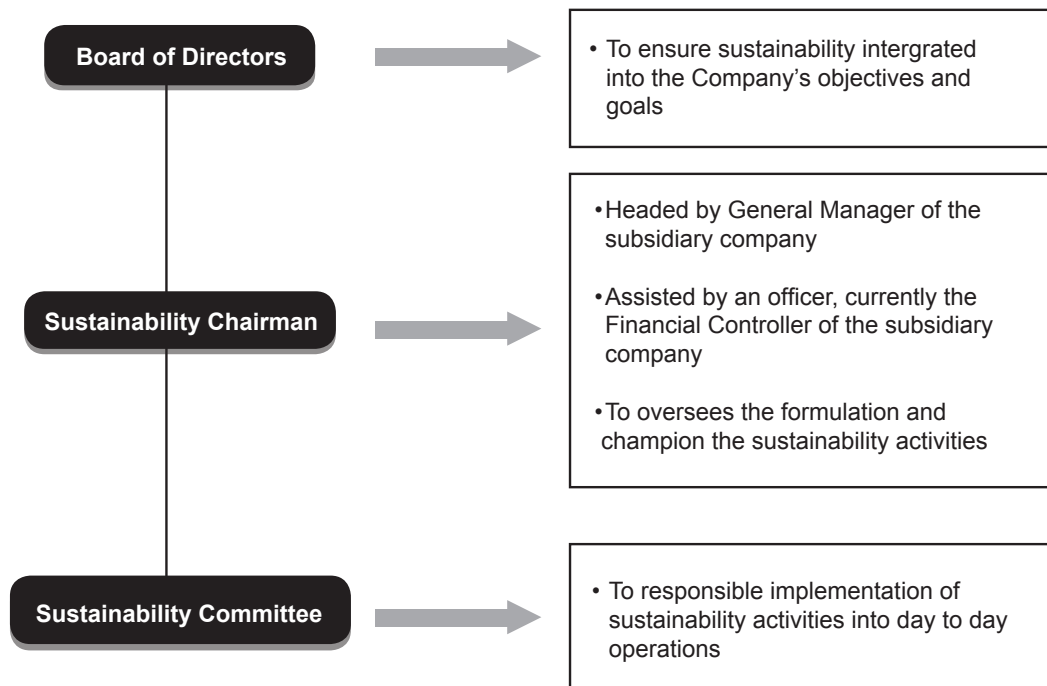 Board of Directors
• To ensure sustainability intergrated
into the Company's objectives and
goals
Sustainability Chairman
•Headed by General Manager of the
subsidiary company
•Assisted by an officer, currently the
Financial Controller of the subsidiary
company
•To oversees the formulation and
champion the sustainability activities
Sustainability Committee
• To responsible implementation of
sustainability activities into day to day
operations